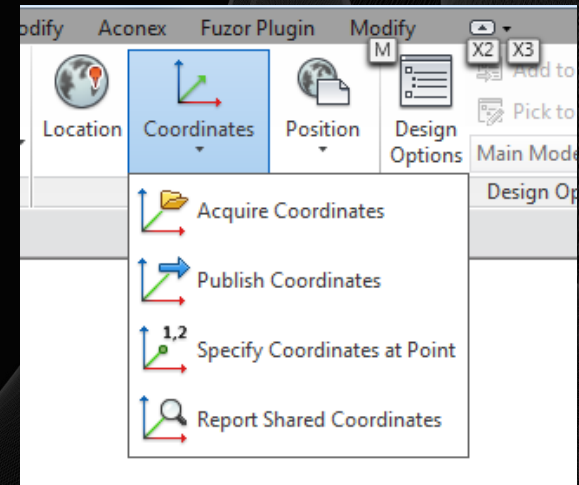 odify Aconex Fuzor Plugin Modify
M X2 X3
Location Coordinates Position Design Options
Add to
Pick to
Main Mode
Design Op
Acquire Coordinates
Publish Coordinates
1,2
Specify Coordinates at Point
Report Shared Coordinates